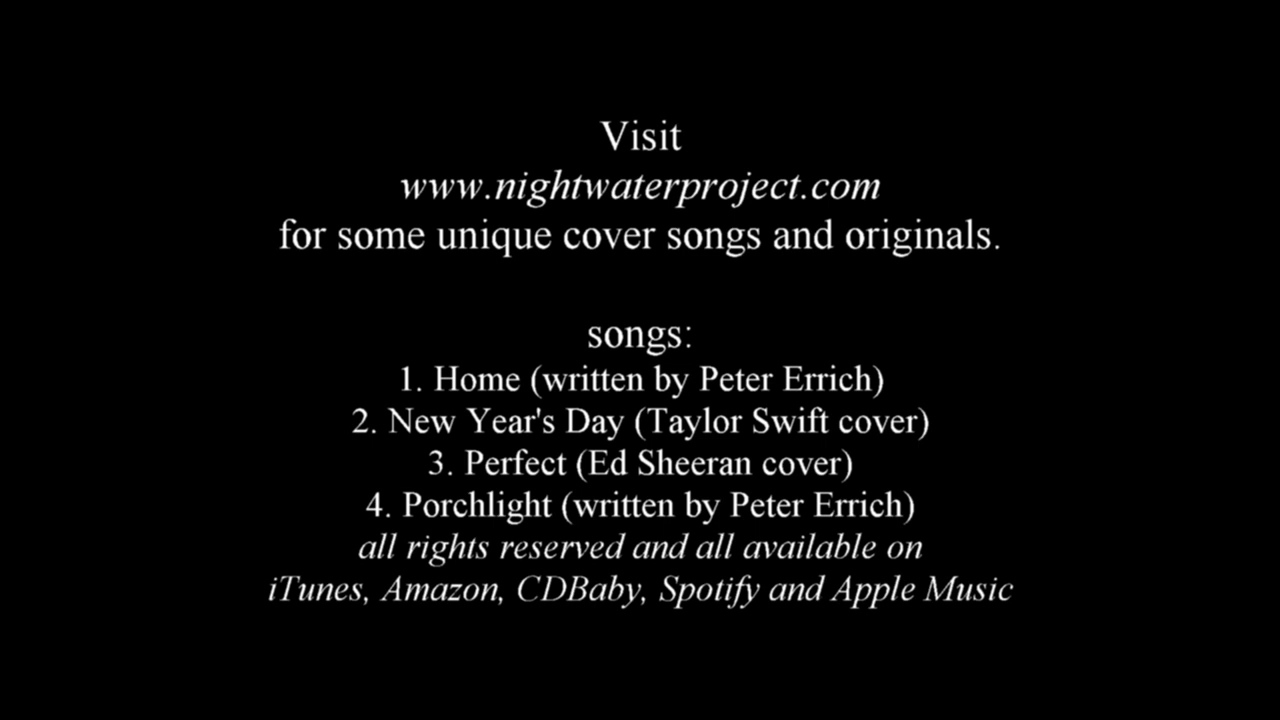 Visit
www.nightwaterproject.com
for some unique cover songs and originals.
songs:
1. Home (written by Peter Errich)
2. New Year's Day (Taylor Swift cover)
3. Perfect (Ed Sheeran cover)
4. Porchlight (written by Peter Errich)
all rights reserved and all available on
iTunes, Amazon, CDBaby, Spotify and Apple Music